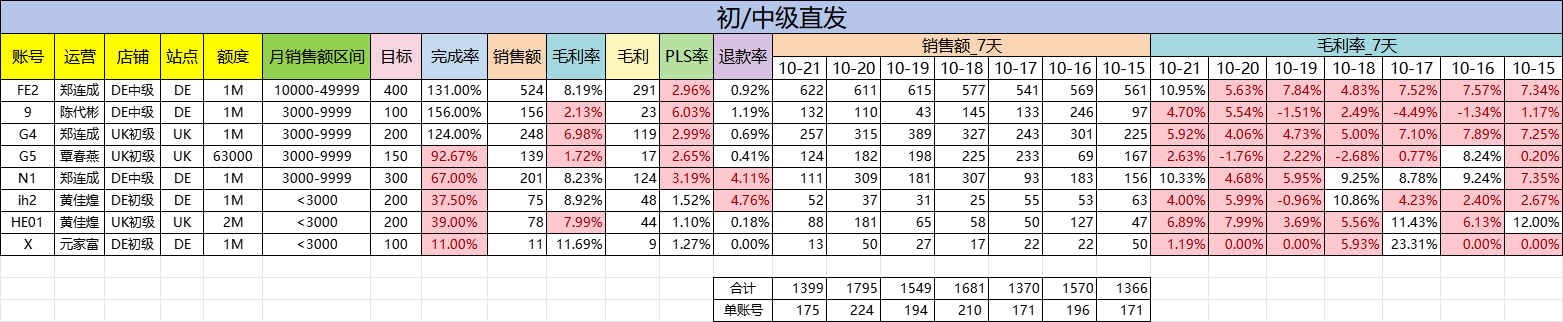 初/中级直发
账号 运营 店铺 站点 额度 月销售额区间 目标 完成率 销售额 毛利率 毛利 PLS率 退款率 销售额_7天 毛利率_7天
10-21 10-20 10-19 10-18 10-17 10-16 10-15 10-21 10-20 10-19 10-18 10-17 10-16 10-15
FE2 郑连成 DE中级 DE 1M 10000-49999 400 131.00% 524 8.19% 291 2.96% 0.92% 622 611 615 577 541 569 561 10.95% 5.63% 7.84% 4.83% 7.52% 7.57% 7.34%
9 陈代彬 DE中级 DE 1M 3000-9999 100 156.00% 156 2.13% 23 6.03% 1.19% 132 110 43 145 133 246 97 4.70% 5.54% -1.51% 2.49% -4.49% -1.34% 1.17%
G4 郑连成 UK初级 UK 1M 3000-9999 200 124.00% 248 6.98% 119 2.99% 0.69% 257 315 389 327 243 301 225 5.92% 4.06% 4.73% 5.00% 7.10% 7.89% 7.25%
G5 覃春燕 UK初级 UK 63000 3000-9999 150 92.67% 139 1.72% 17 2.65% 0.41% 124 182 198 225 233 69 167 2.63% -1.76% 2.22% -2.68% 0.77% 8.24% 0.20%
N1 郑连成 DE中级 DE 1M 3000-9999 300 67.00% 201 8.23% 124 3.19% 4.11% 111 309 181 307 93 183 156 10.33% 4.68% 5.95% 9.25% 8.78% 9.24% 7.35%
ih2 黄佳煌 DE初级 DE 1M <3000 200 37.50% 75 8.92% 48 1.52% 4.76% 52 37 31 25 55 53 63 4.00% 5.99% -0.96% 10.86% 4.23% 2.40% 2.67%
HE01 黄佳煌 UK初级 UK 2M <3000 200 39.00% 78 7.99% 44 1.10% 0.18% 88 181 65 58 50 127 47 6.89% 7.99% 3.69% 5.56% 11.43% 6.13% 12.00%
X 元家富 DE初级 DE 1M <3000 100 11.00% 11 11.69% 9 1.27% 0.00% 13 50 27 17 22 22 50 1.19% 0.00% 0.00% 5.93% 23.31% 0.00% 0.00%
合计 1399 1795 1549 1681 1370 1570 1366
单账号 175 224 194 210 171 196 171